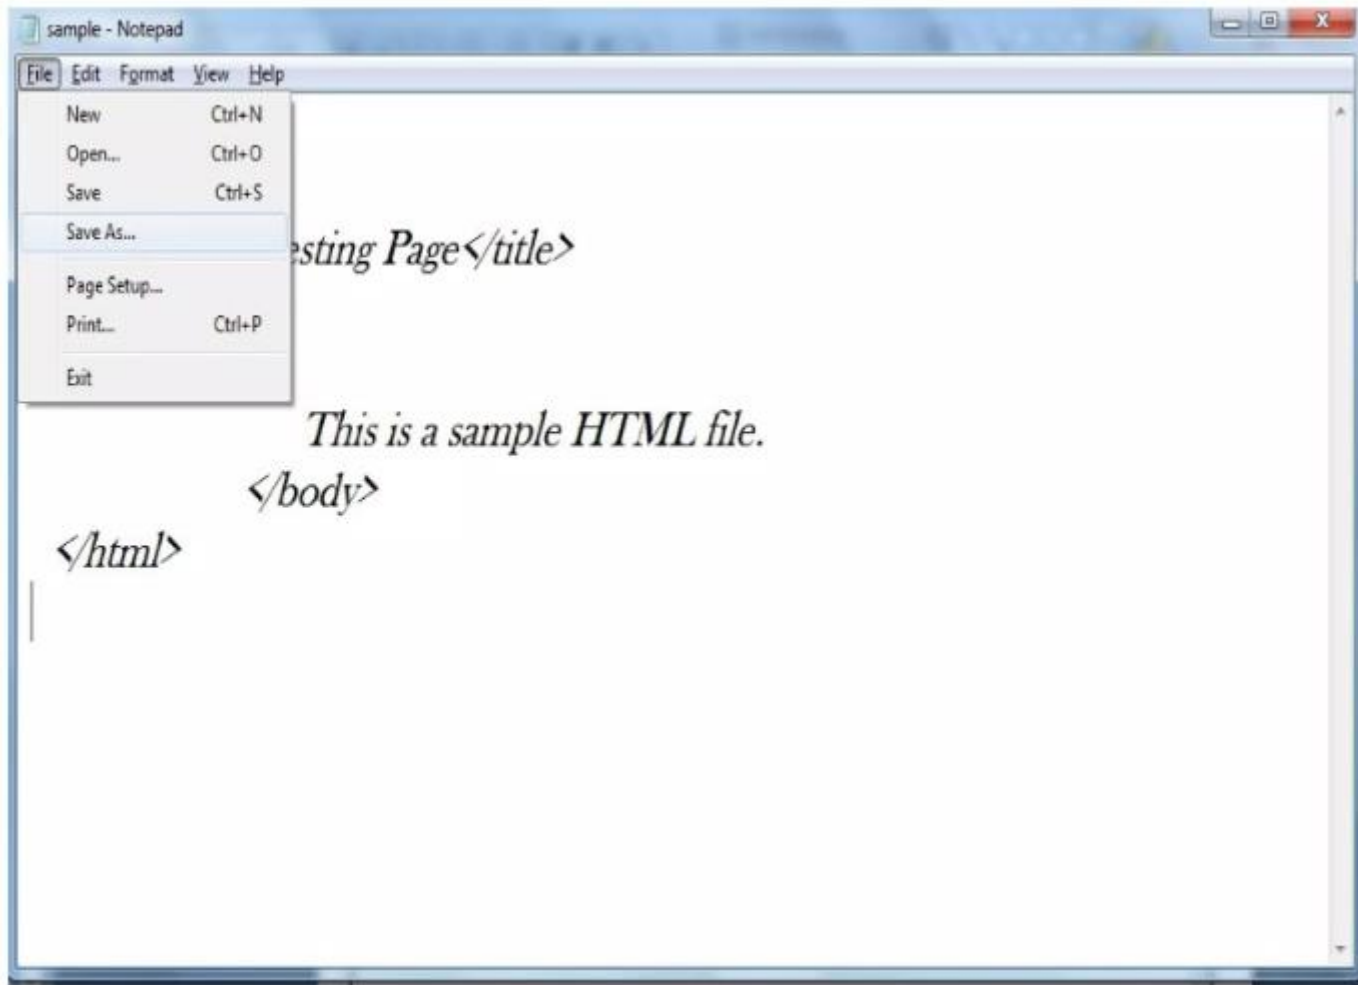 sample - Notepad
File Edit Format View Help
New Ctrl+N
Open... Ctrl+O
Save Ctrl+S
Save As...
Page Setup...
Print... Ctrl+P
Exit
esting Page</title>
This is a sample HTML file.
</body>
</html>